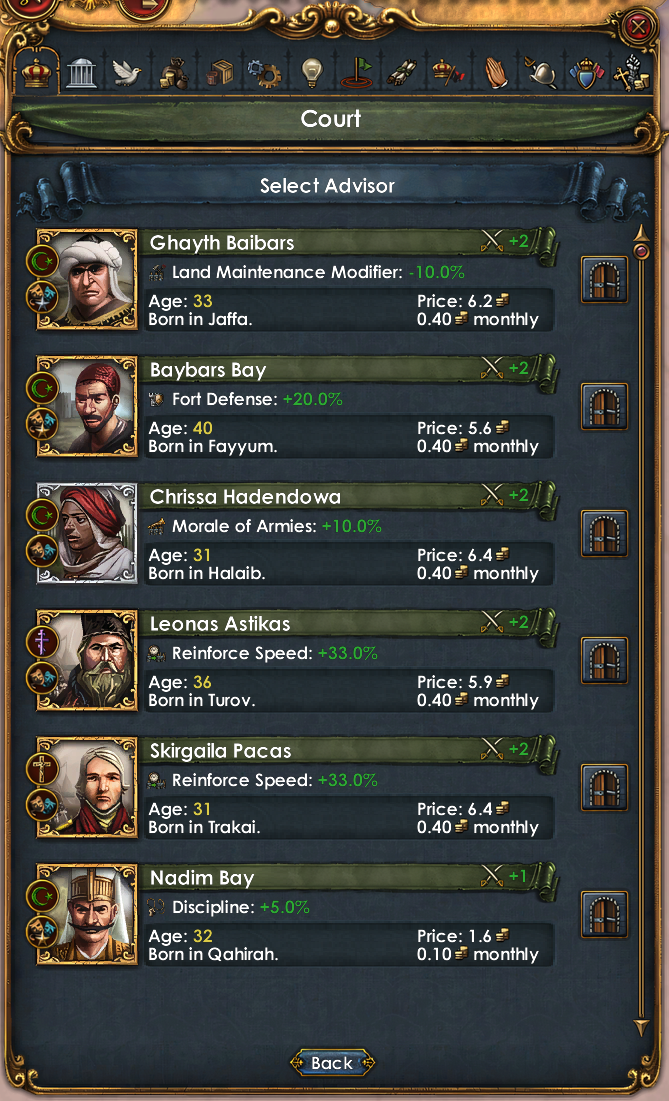 Court
Select Advisor
Ghayth Baibars +2
Land Maintenance Modifier: -10.0%
Age: 33 Price: 6.2
Born in Jaffa. 0.40 monthly
Baybars Bay +2
Fort Defense: +20.0%
Age: 40 Price: 5.6
Born in Fayyum. 0.40 monthly
Chrissa Hadendowa +2
Morale of Armies: +10.0%
Age: 31 Price: 6.4
Born in Halaib. 0.40 monthly
Leonas Astikas +2
Reinforce Speed: +33.0%
Age: 36 Price: 5.9
Born in Turov. 0.40 monthly
Skirgaila Pacas +2
Reinforce Speed: +33.0%
Age: 31 Price: 6.4
Born in Trakai. 0.40 monthly
Nadim Bay +1
Discipline: +5.0%
Age: 32 Price: 1.6
Born in Qahirah. 0.10 monthly
Back